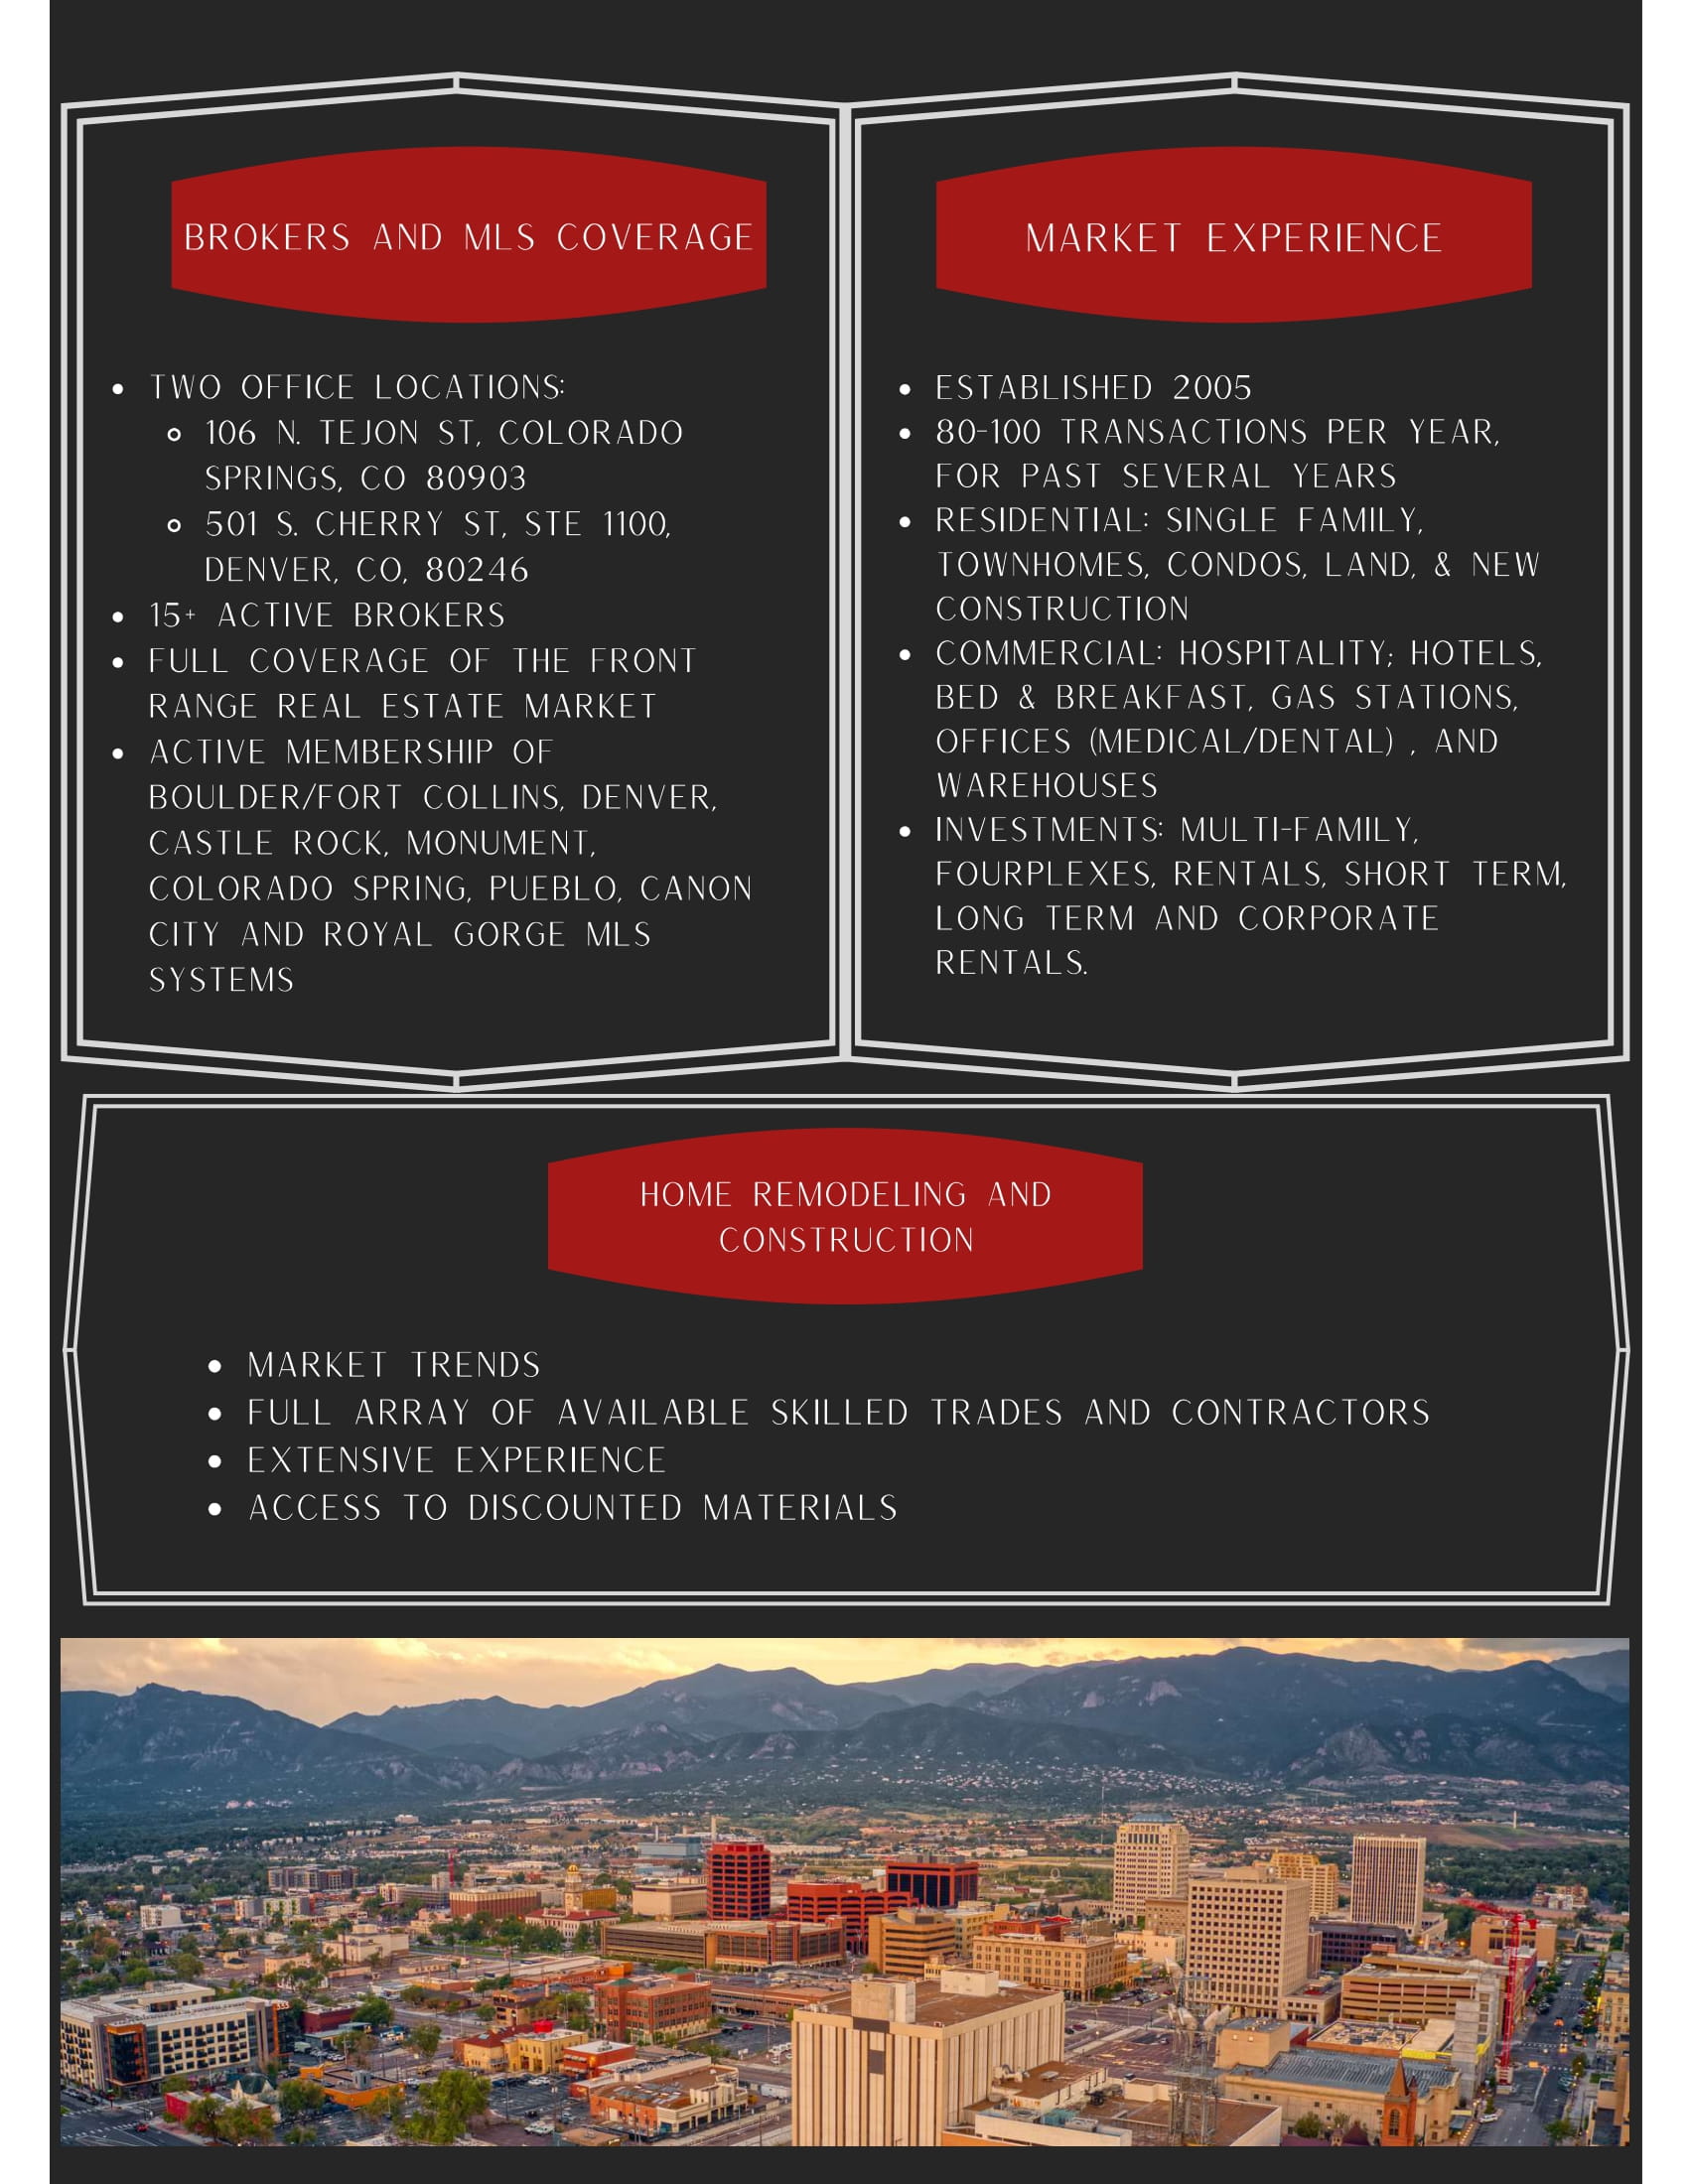 BROKERS AND MLS COVERAGE
TWO OFFICE LOCATIONS:
106 N. TEJON ST, COLORADO
SPRINGS, CO 80903
501 S. CHERRY ST, STE 1100,
DENVER, CO, 80246
15+ ACTIVE BROKERS
FULL COVERAGE OF THE FRONT
RANGE REAL ESTATE MARKET
ACTIVE MEMBERSHIP OF
BOULDER/FORT COLLINS, DENVER,
CASTLE ROCK, MONUMENT,
COLORADO SPRING, PUEBLO, CANON
CITY AND ROYAL GORGE MLS
SYSTEMS
MARKET EXPERIENCE
ESTABLISHED 2005
80-100 TRANSACTIONS PER YEAR,
FOR PAST SEVERAL YEARS
RESIDENTIAL: SINGLE FAMILY,
TOWNHOMES, CONDOS, LAND, & NEW
CONSTRUCTION
COMMERCIAL: HOSPITALITY; HOTELS,
BED & BREAKFAST, GAS STATIONS,
OFFICES (MEDICAL/DENTAL) , AND
WAREHOUSES
INVESTMENTS: MULTI-FAMILY,
FOURPLEXES, RENTALS, SHORT TERM,
LONG TERM AND CORPORATE
RENTALS.
HOME REMODELING AND
CONSTRUCTION
MARKET TRENDS
FULL ARRAY OF AVAILABLE SKILLED TRADES AND CONTRACTORS
EXTENSIVE EXPERIENCE
ACCESS TO DISCOUNTED MATERIALS